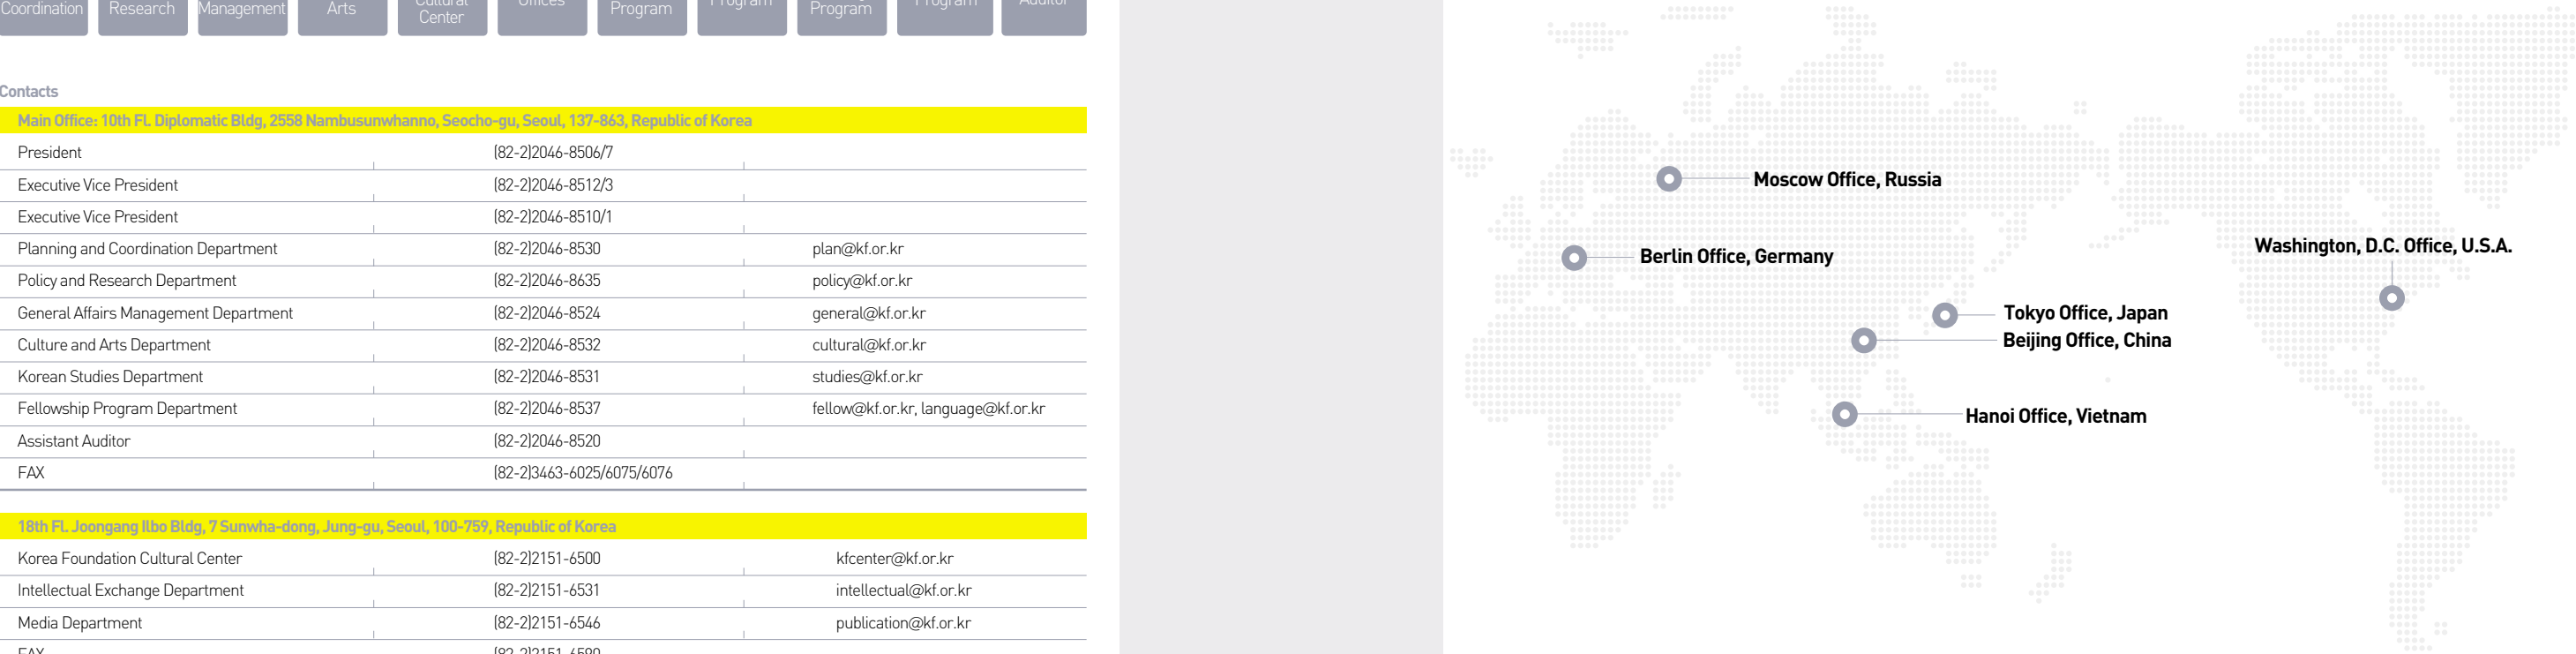 Coordination
Research
Management
Arts
Cultural
Center
Offices
Program
Program
Program
Program
Auditor
Contacts
Main Office: 10th Fl. Diplomatic Bldg, 2558 Nambusunwhanno, Seocho-gu, Seoul, 137-863, Republic of Korea
President (82-2)2046-8506/7
Executive Vice President (82-2)2046-8512/3
Executive Vice President (82-2)2046-8510/1
Planning and Coordination Department (82-2)2046-8530 plan@kf.or.kr
Policy and Research Department (82-2)2046-8635 policy@kf.or.kr
General Affairs Management Department (82-2)2046-8524 general@kf.or.kr
Culture and Arts Department (82-2)2046-8532 cultural@kf.or.kr
Korean Studies Department (82-2)2046-8531 studies@kf.or.kr
Fellowship Program Department (82-2)2046-8537 fellow@kf.or.kr, language@kf.or.kr
Assistant Auditor (82-2)2046-8520
FAX (82-2)3463-6025/6075/6076
18th Fl. Joongang Ilbo Bldg, 7 Sunwha-dong, Jung-gu, Seoul, 100-759, Republic of Korea
Korea Foundation Cultural Center (82-2)2151-6500 kfcenter@kf.or.kr
Intellectual Exchange Department (82-2)2151-6531 intellectual@kf.or.kr
Media Department (82-2)2151-6546 publication@kf.or.kr
FAX
Moscow Office, Russia
Berlin Office, Germany
Washington, D.C. Office, U.S.A.
Tokyo Office, Japan
Beijing Office, China
Hanoi Office, Vietnam